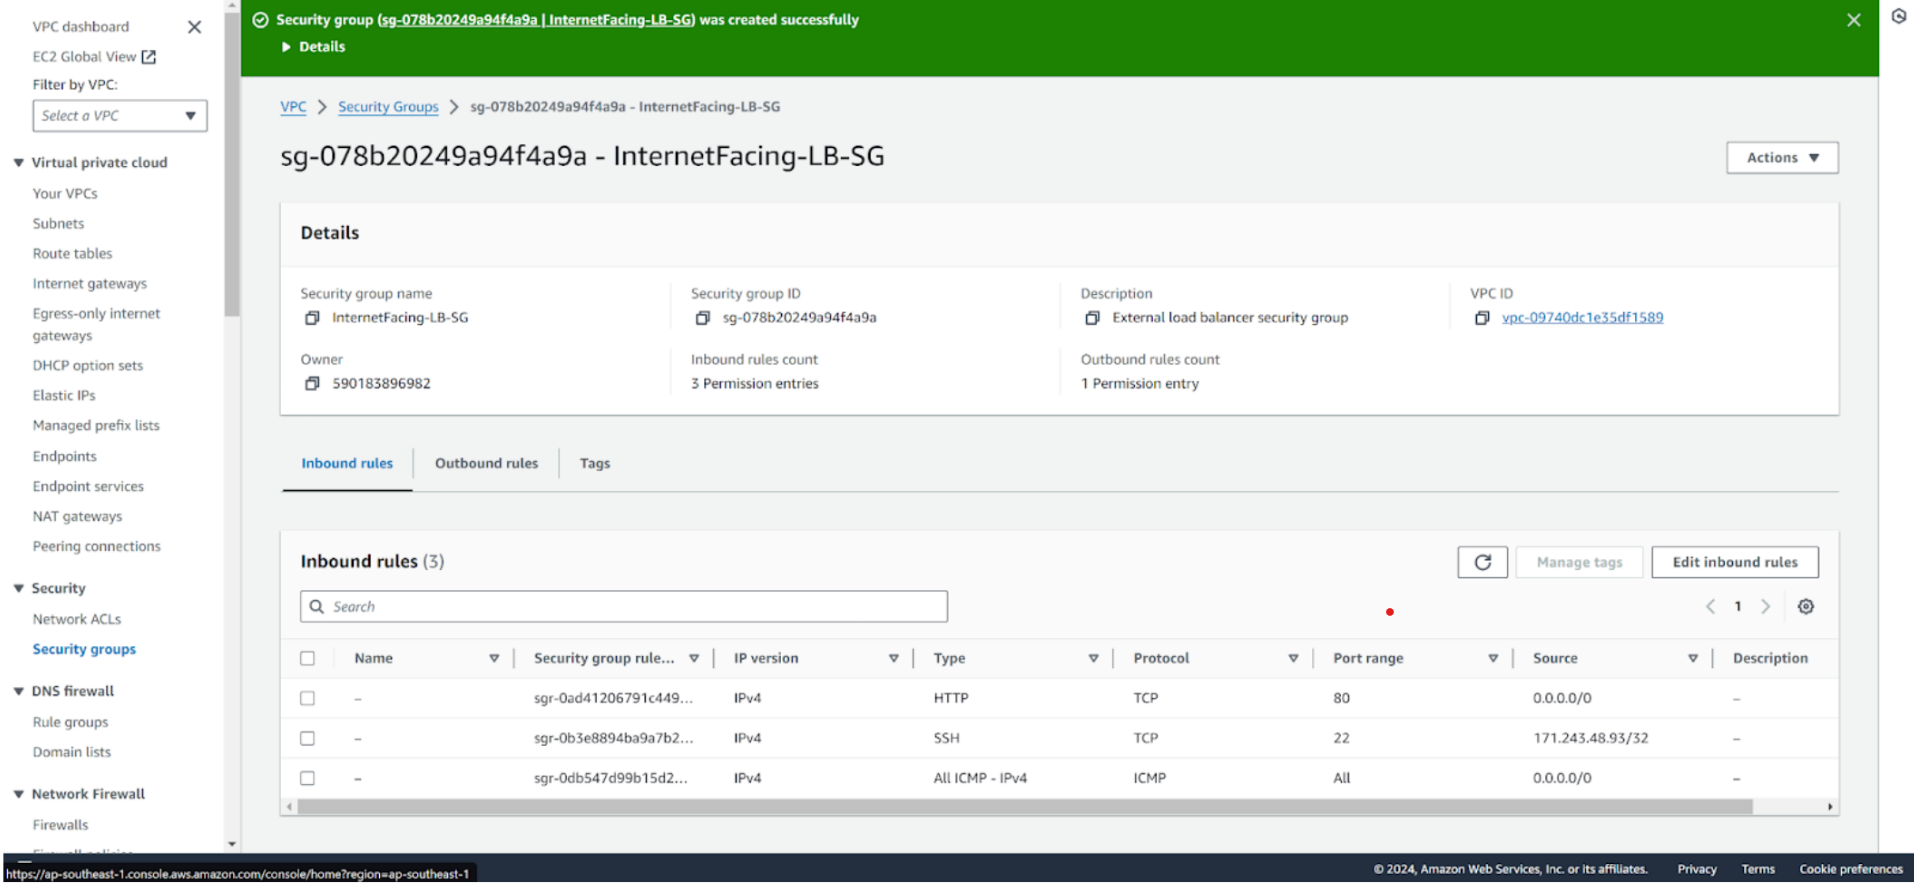 VPC dashboard
EC2 Global View
Filter by VPC:
Select a VPC
Virtual private cloud
Your VPCs
Subnets
Route tables
Internet gateways
Egress-only internet
gateways
DHCP option sets
Elastic IPs
Managed prefix lists
Endpoints
Endpoint services
NAT gateways
Peering connections
Security
Network ACLs
Security groups
DNS firewall
Rule groups
Domain lists
Network Firewall
Firewalls
Security group (sg-078b20249a94f4a9a | InternetFacing-LB-SG) was created successfully
Details
VPC > Security Groups > sg-078b20249a94f4a9a - InternetFacing-LB-SG
sg-078b20249a94f4a9a - InternetFacing-LB-SG
Actions
Details
Security group name
InternetFacing-LB-SG
Security group ID
sg-078b20249a94f4a9a
Description
External load balancer security group
VPC ID
vpc-09740dc1e35df1589
Owner
590183896982
Inbound rules count
3 Permission entries
Outbound rules count
1 Permission entry
Inbound rules Outbound rules Tags
Inbound rules (3)
Manage tags Edit inbound rules
Search
1
Name Security group rule... IP version Type Protocol Port range Source Description
– sgr-0ad41206791c449... IPv4 HTTP TCP 80 0.0.0.0/0 –
– sgr-0b3e8894ba9a7b2... IPv4 SSH TCP 22 171.243.48.93/32 –
– sgr-0db547d99b15d2... IPv4 All ICMP - IPv4 ICMP All 0.0.0.0/0 –
https://ap-southeast-1.console.aws.amazon.com/console/home?region=ap-southeast-1
© 2024, Amazon Web Services, Inc. or its affiliates. Privacy Terms Cookie preferences